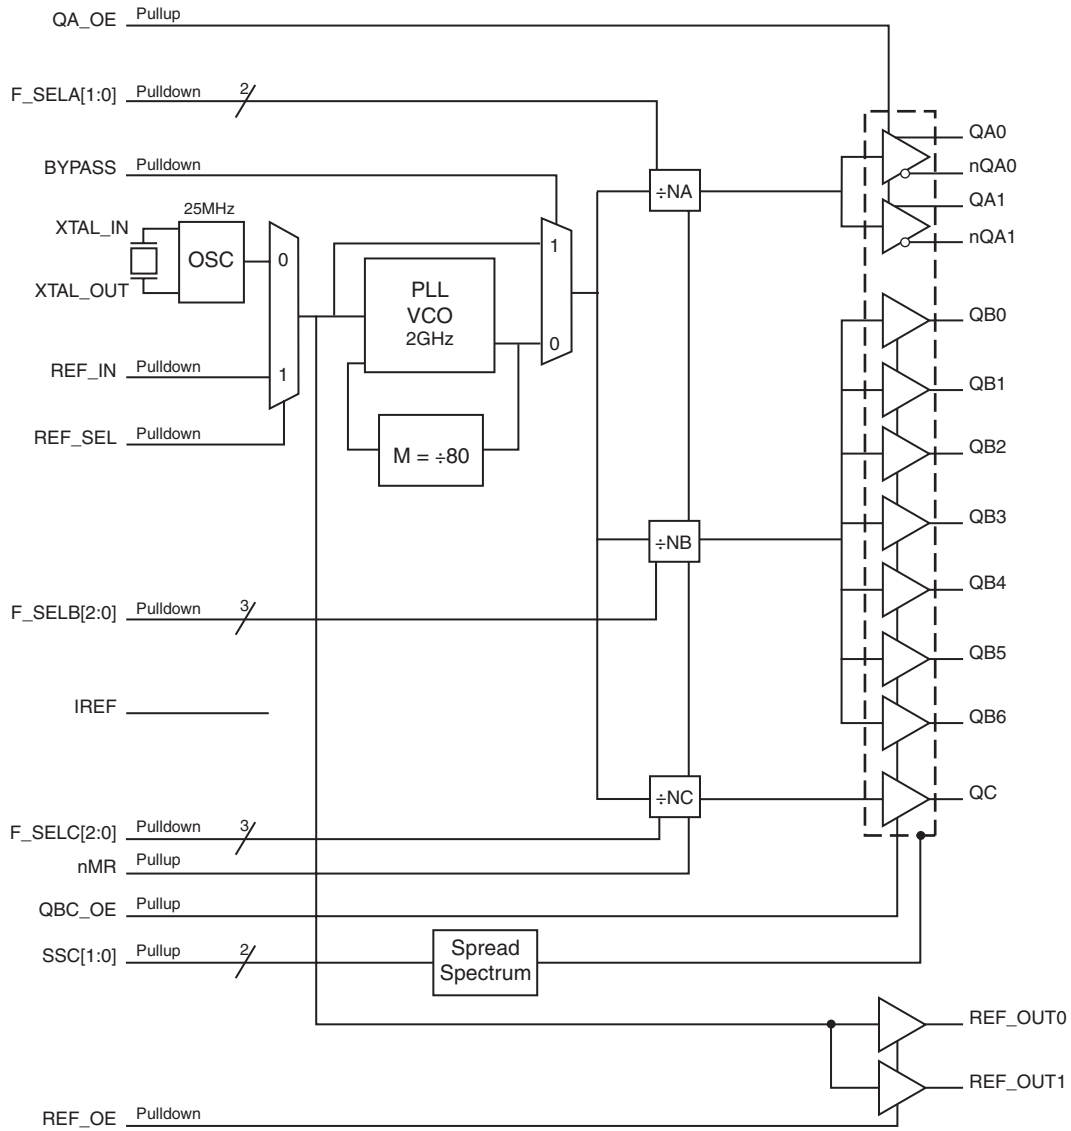 QA_OE Pullup
F_SELA[1:0] Pulldown 2
BYPASS Pulldown
25MHz
XTAL_IN
OSC
XTAL_OUT
0
REF_IN Pulldown 1
REF_SEL Pulldown
PLL
VCO
2GHz
M = ÷80
1
0
÷NA
÷NB
F_SELB[2:0] Pulldown 3
IREF
÷NC
F_SELC[2:0] Pulldown 3
nMR Pullup
QBC_OE Pullup
SSC[1:0] Pullup 2
Spread
Spectrum
REF_OE Pulldown
QA0
nQA0
QA1
nQA1
QB0
QB1
QB2
QB3
QB4
QB5
QB6
QC
REF_OUT0
REF_OUT1